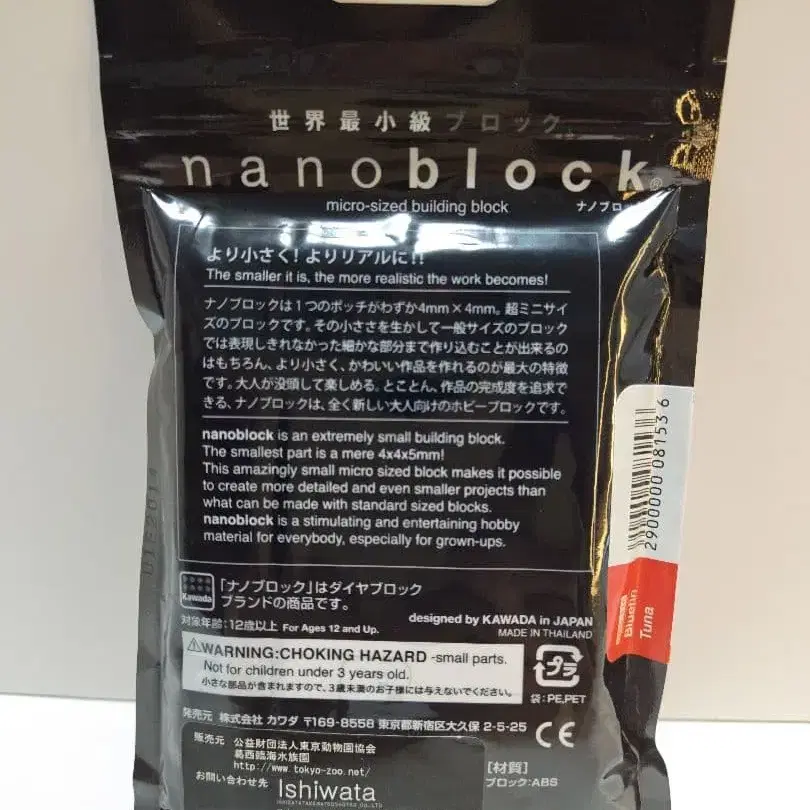 世界最小級ブロック
nanoblock®
micro-sized building block
ナノブロ
より小さく! よりリアルに!!
The smaller it is, the more realistic the work becomes!
ナノブロックは1つのポッチがわずか4mm×4mm。超ミニサイ
ズのブロックです。その小ささを生かして一般サイズのブロック
では表現しきれなかった細かな部分まで作り込むことが出来るの
はもちろん、より小さく、かわいい作品を作れるのが最大の特徴
です。大人が没頭して楽しめる。とことん、作品の完成度を追求で
きる、ナノブロックは、全く新しい大人向けのホビーブロックです。
nanoblock is an extremely small building block.
The smallest part is a mere 4x4x5mm!
This amazingly small micro sized block makes it possible
to create more detailed and even smaller projects than
what can be made with standard sized blocks.
nanoblock is a stimulating and entertaining hobby
material for everybody, especially for grown-ups.
2900000 081536
Bluefin
Tuna
Kawada
「ナノブロック」はダイヤブロック
ブランドの商品です。
designed by KAWADA in JAPAN
MADE IN THAILAND
対象年齢:12歳以上 For Ages 12 and Up.
⚠WARNING:CHOKING HAZARD -small parts.
Not for children under 3 years old.
小さな部品が含まれますので、3歳未満のお子様には与えないでください。
プラ
袋:PE,PET
発売元 株式会社 カワダ 〒169-8558 東京都新宿区大久保 2-5-25
CE
販売元 公益財団法人東京動物園協会
葛西臨海水族園
http://www.tokyo-zoo.net/
お問い合わせ先 Ishiwata
【材質】
ブロック:ABS